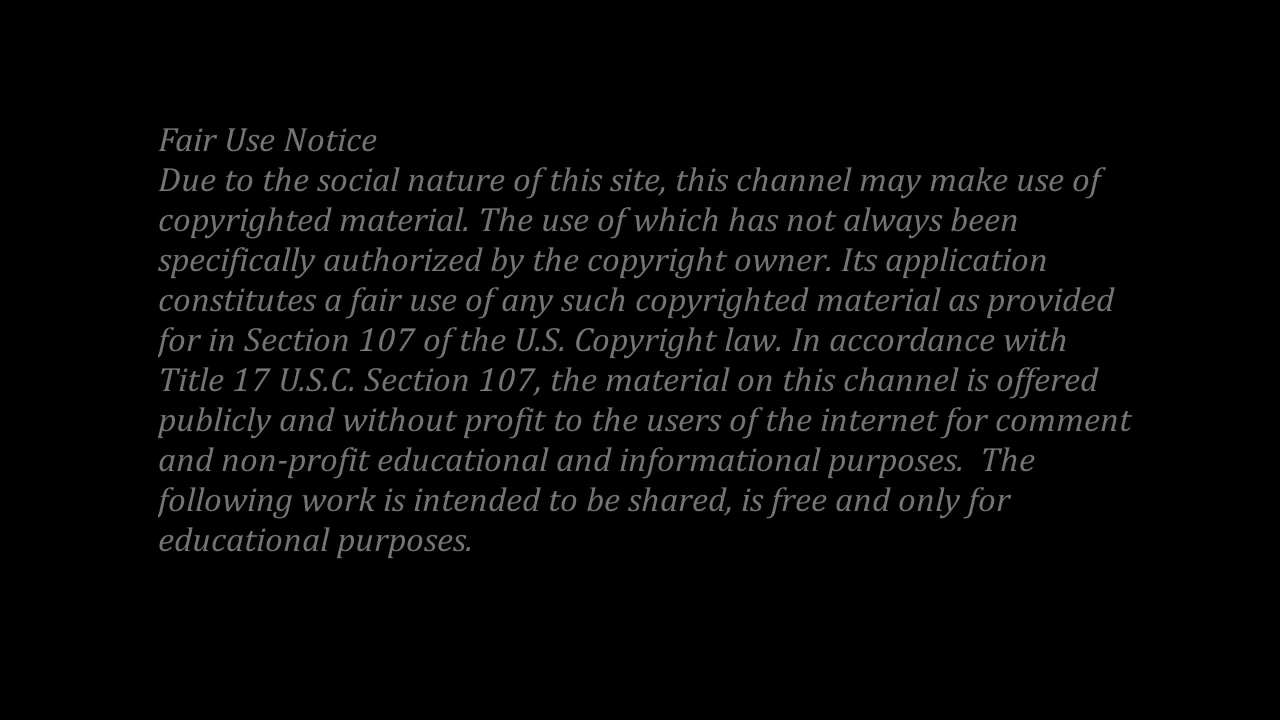 Fair Use Notice
Due to the social nature of this site, this channel may make use of
copyrighted material. The use of which has not always been
specifically authorized by the copyright owner. Its application
constitutes a fair use of any such copyrighted material as provided
for in Section 107 of the U.S. Copyright law. In accordance with
Title 17 U.S.C. Section 107, the material on this channel is offered
publicly and without profit to the users of the internet for comment
and non-profit educational and informational purposes.  The
following work is intended to be shared, is free and only for
educational purposes.